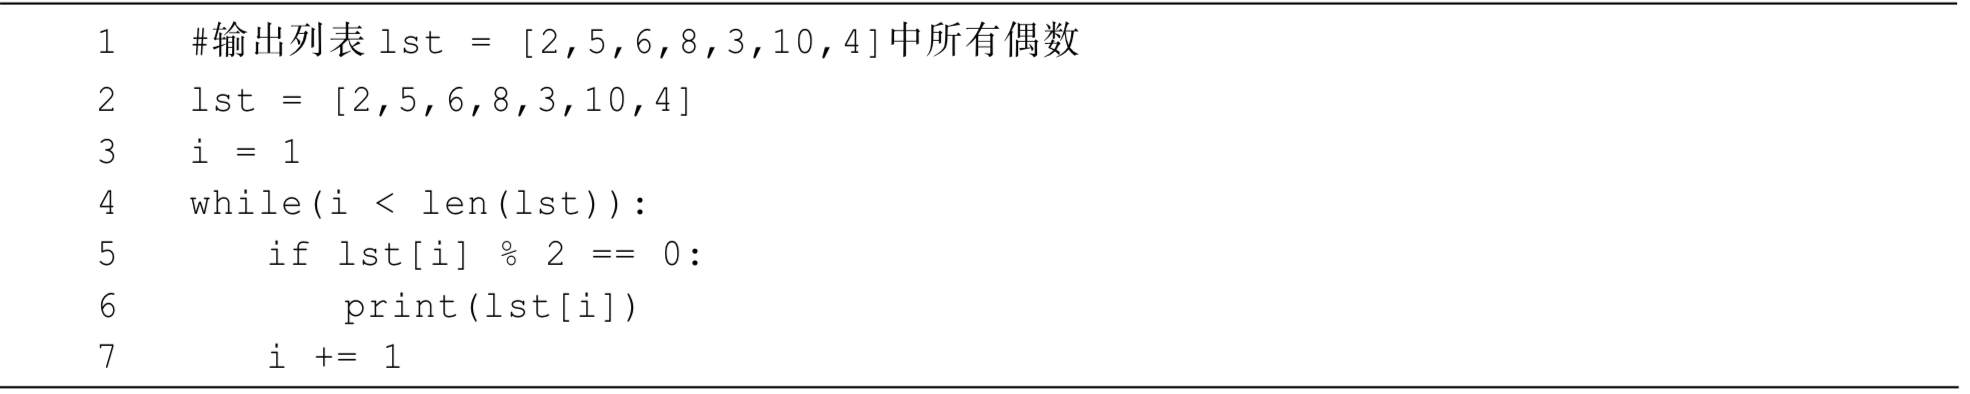 1 #输出列表 lst = [2,5,6,8,3,10,4]中所有偶数
2 lst = [2,5,6,8,3,10,4]
3 i = 1
4 while(i < len(lst)):
5     if lst[i] % 2 == 0:
6         print(lst[i])
7     i += 1